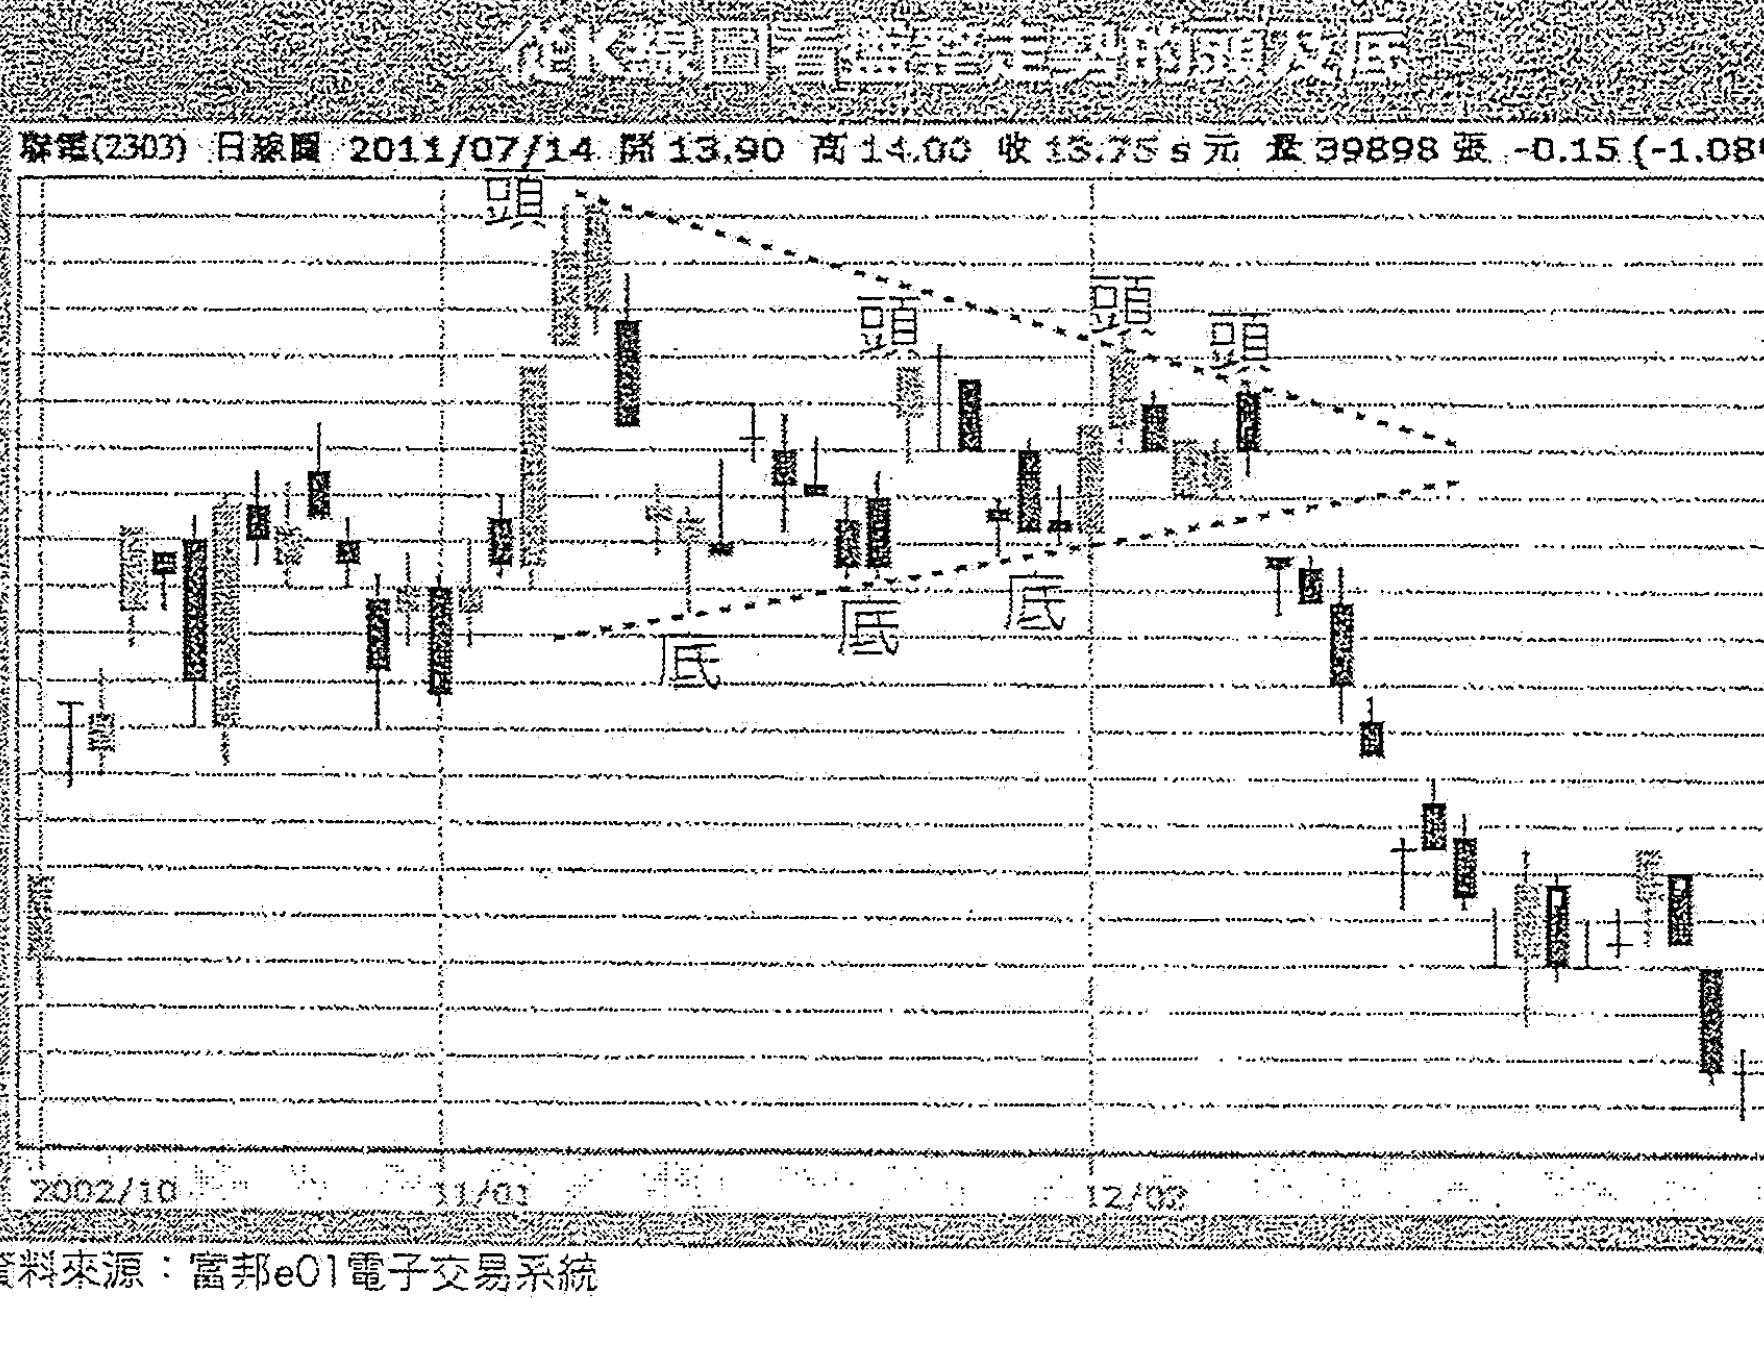 從K線圖看盤整走勢的頭及底
聯電(2303) 日線圖 2011/07/14 開 13.90 高 14.00 收 13.75 s 元 量 39898 張 -0.15 (-1.08
頭
頭
頭
頭
底
底
底
2002/10 11/01 12/03
資料來源：富邦e01電子交易系統